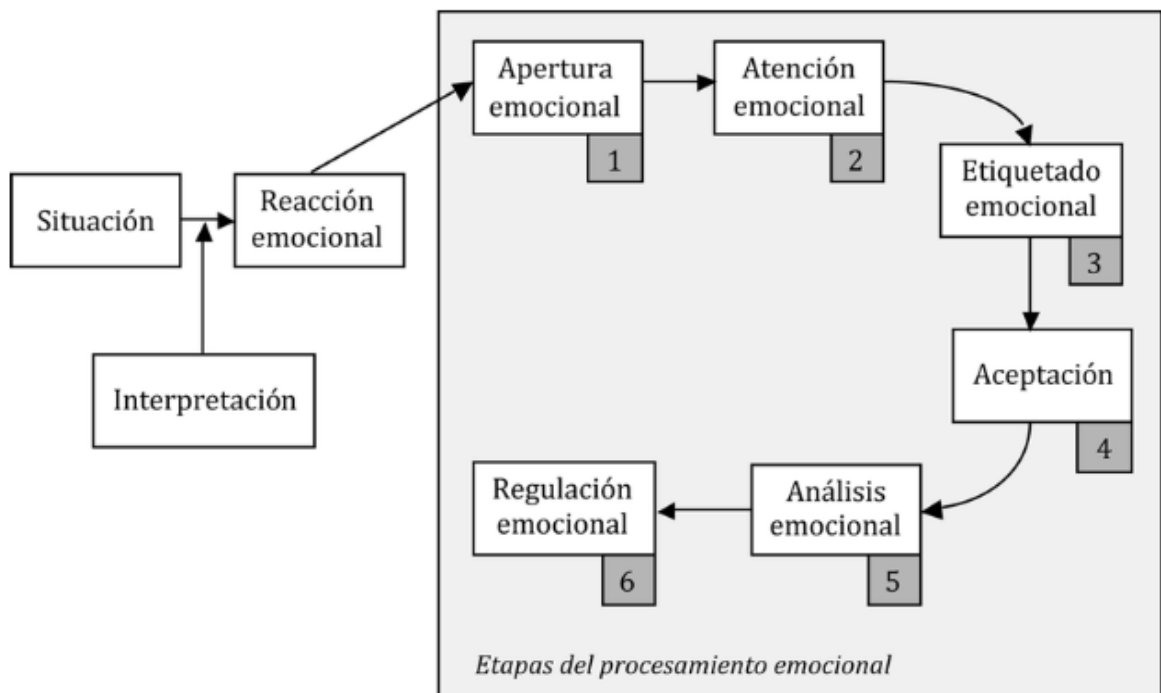 Situación
Reacción
emocional
Interpretación
Apertura
emocional
1
Atención
emocional
2
Etiquetado
emocional
3
Aceptación
4
Análisis
emocional
5
Regulación
emocional
6
Etapas del procesamiento emocional